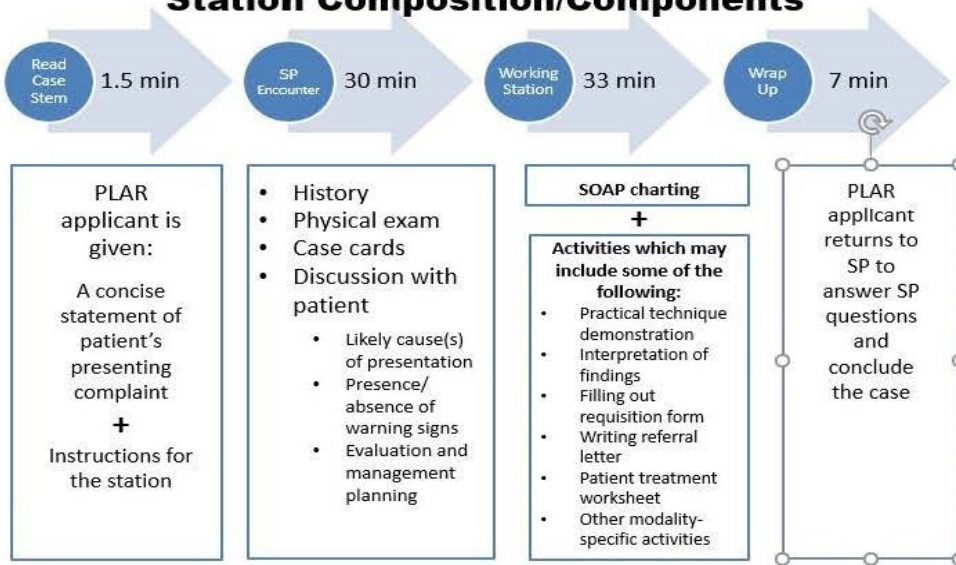 Station Composition/Components
Read
Case
Stem
1.5 min
SP
Encounter
30 min
Working
Station
33 min
Wrap
Up
7 min
PLAR
applicant is
given:
A concise
statement of
patient's
presenting
complaint
+
Instructions for
the station
• History
• Physical exam
• Case cards
• Discussion with
patient
• Likely cause(s)
of presentation
• Presence/
absence of
warning signs
• Evaluation and
management
planning
SOAP charting
+
Activities which may
include some of the
following:
• Practical technique
demonstration
• Interpretation of
findings
• Filling out
requisition form
• Writing referral
letter
• Patient treatment
worksheet
• Other modality-
specific activities
PLAR
applicant
returns to
SP to
answer SP
questions
and
conclude
the case